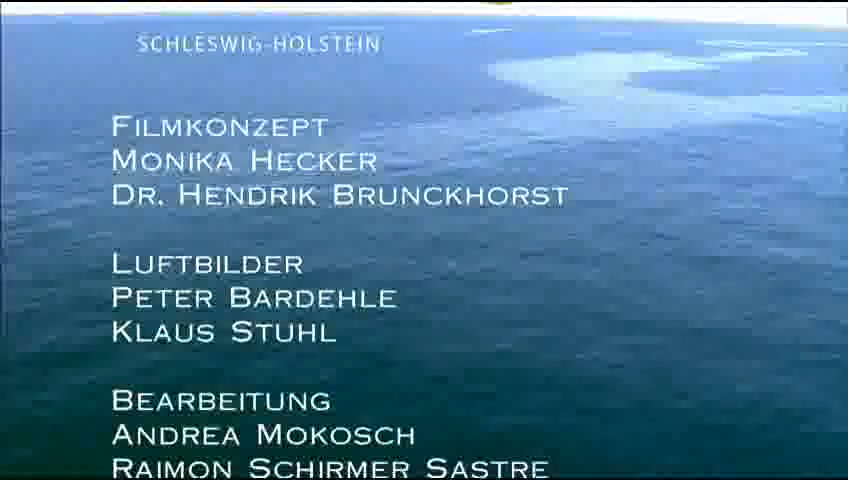 SCHLESWIG-HOLSTEIN
FILMKONZEPT
MONIKA HECKER
DR. HENDRIK BRUNCKHORST
LUFTBILDER
PETER BARDEHLE
KLAUS STUHL
BEARBEITUNG
ANDREA MOKOSCH
RAIMON SCHIRMER SASTRE